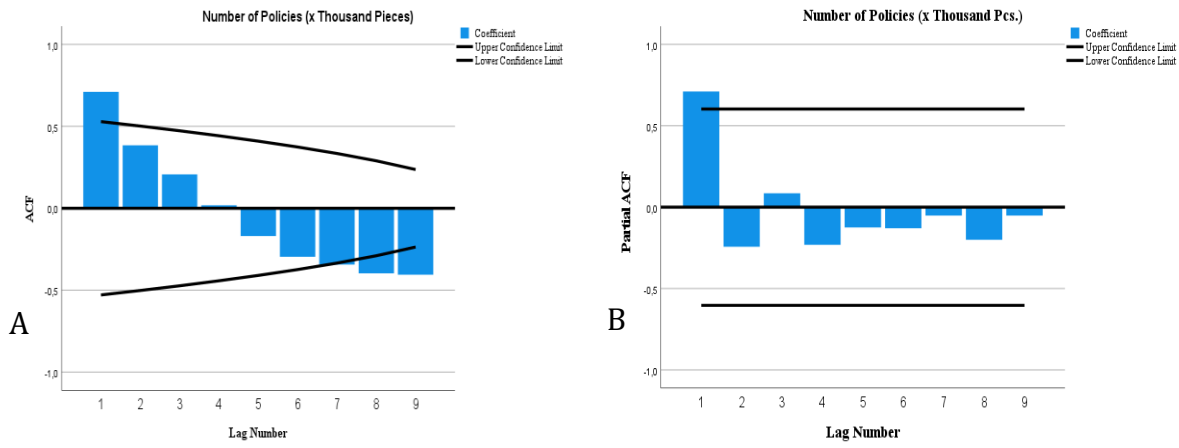 Number of Policies (x Thousand Pieces)
Coefficient
Upper Confidence Limit
Lower Confidence Limit
1,0
0,5
0,0
-0,5
-1,0
ACF
1 2 3 4 5 6 7 8 9
Lag Number
A
Number of Policies (x Thousand Pcs.)
Coefficient
Upper Confidence Limit
Lower Confidence Limit
1,0
0,5
0,0
-0,5
-1,0
Partial ACF
1 2 3 4 5 6 7 8 9
Lag Number
B